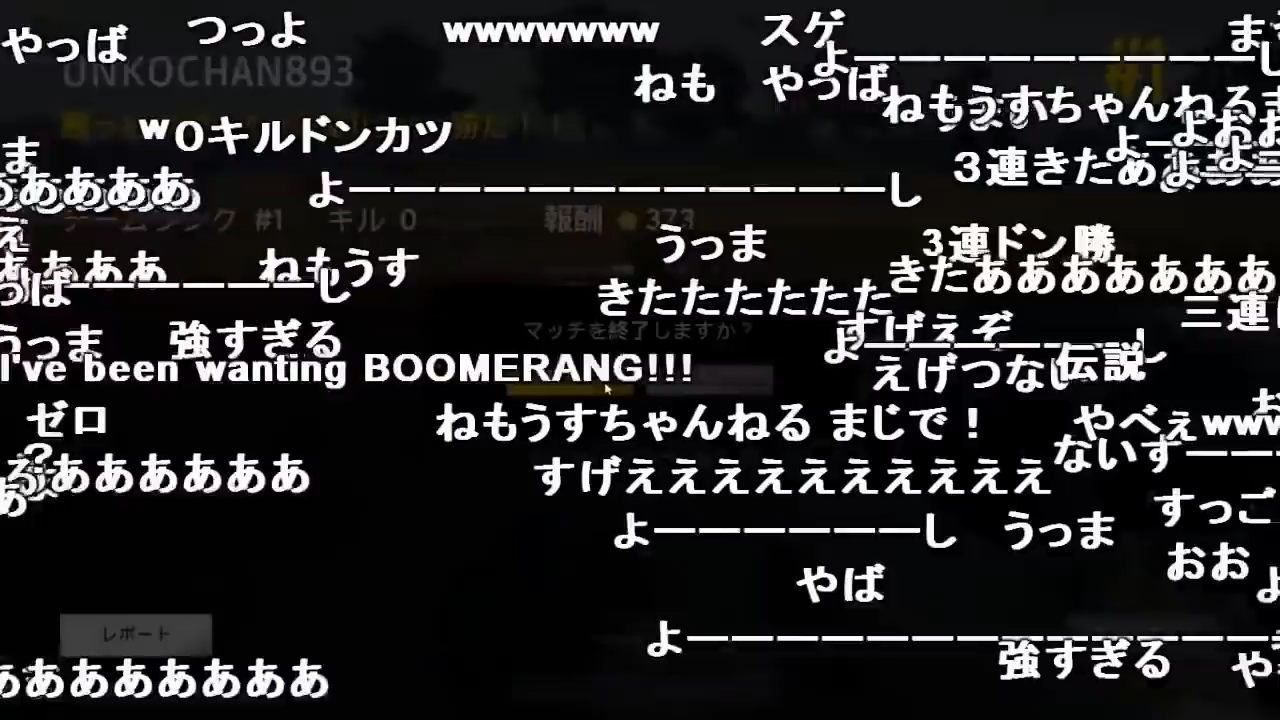 やっぱ
つっよ
wwwwwww
スゲ
よーーーーーーーーー
UNKOCHAN893
#1
ねも
やっば
ねもうすちゃんねる
w
0キルドンカツ
ま
3連きたあ
ああああ
よーーーーーーーーーーーーし
チームランク #1
キル 0
報酬
373
え
うっま
3連ドン勝
ねもうす
きたあああああああ
っぱ
ーーーーーーし
きたたたたたた
三連
うっま
強すぎる
マッチを終了しますか?
すげえぞ
I've been wanting BOOMERANG!!!
えげつない
伝説
ゼロ
ねもうすちゃんねる まじで！
やべぇwww
ないすーー
?
ああああああ
すげええええええええええ
すっご
よーーーーーーし
うっま
おお
やば
レポート
よーーーーーーーーーーーーー
強すぎる
や
ああああああああ